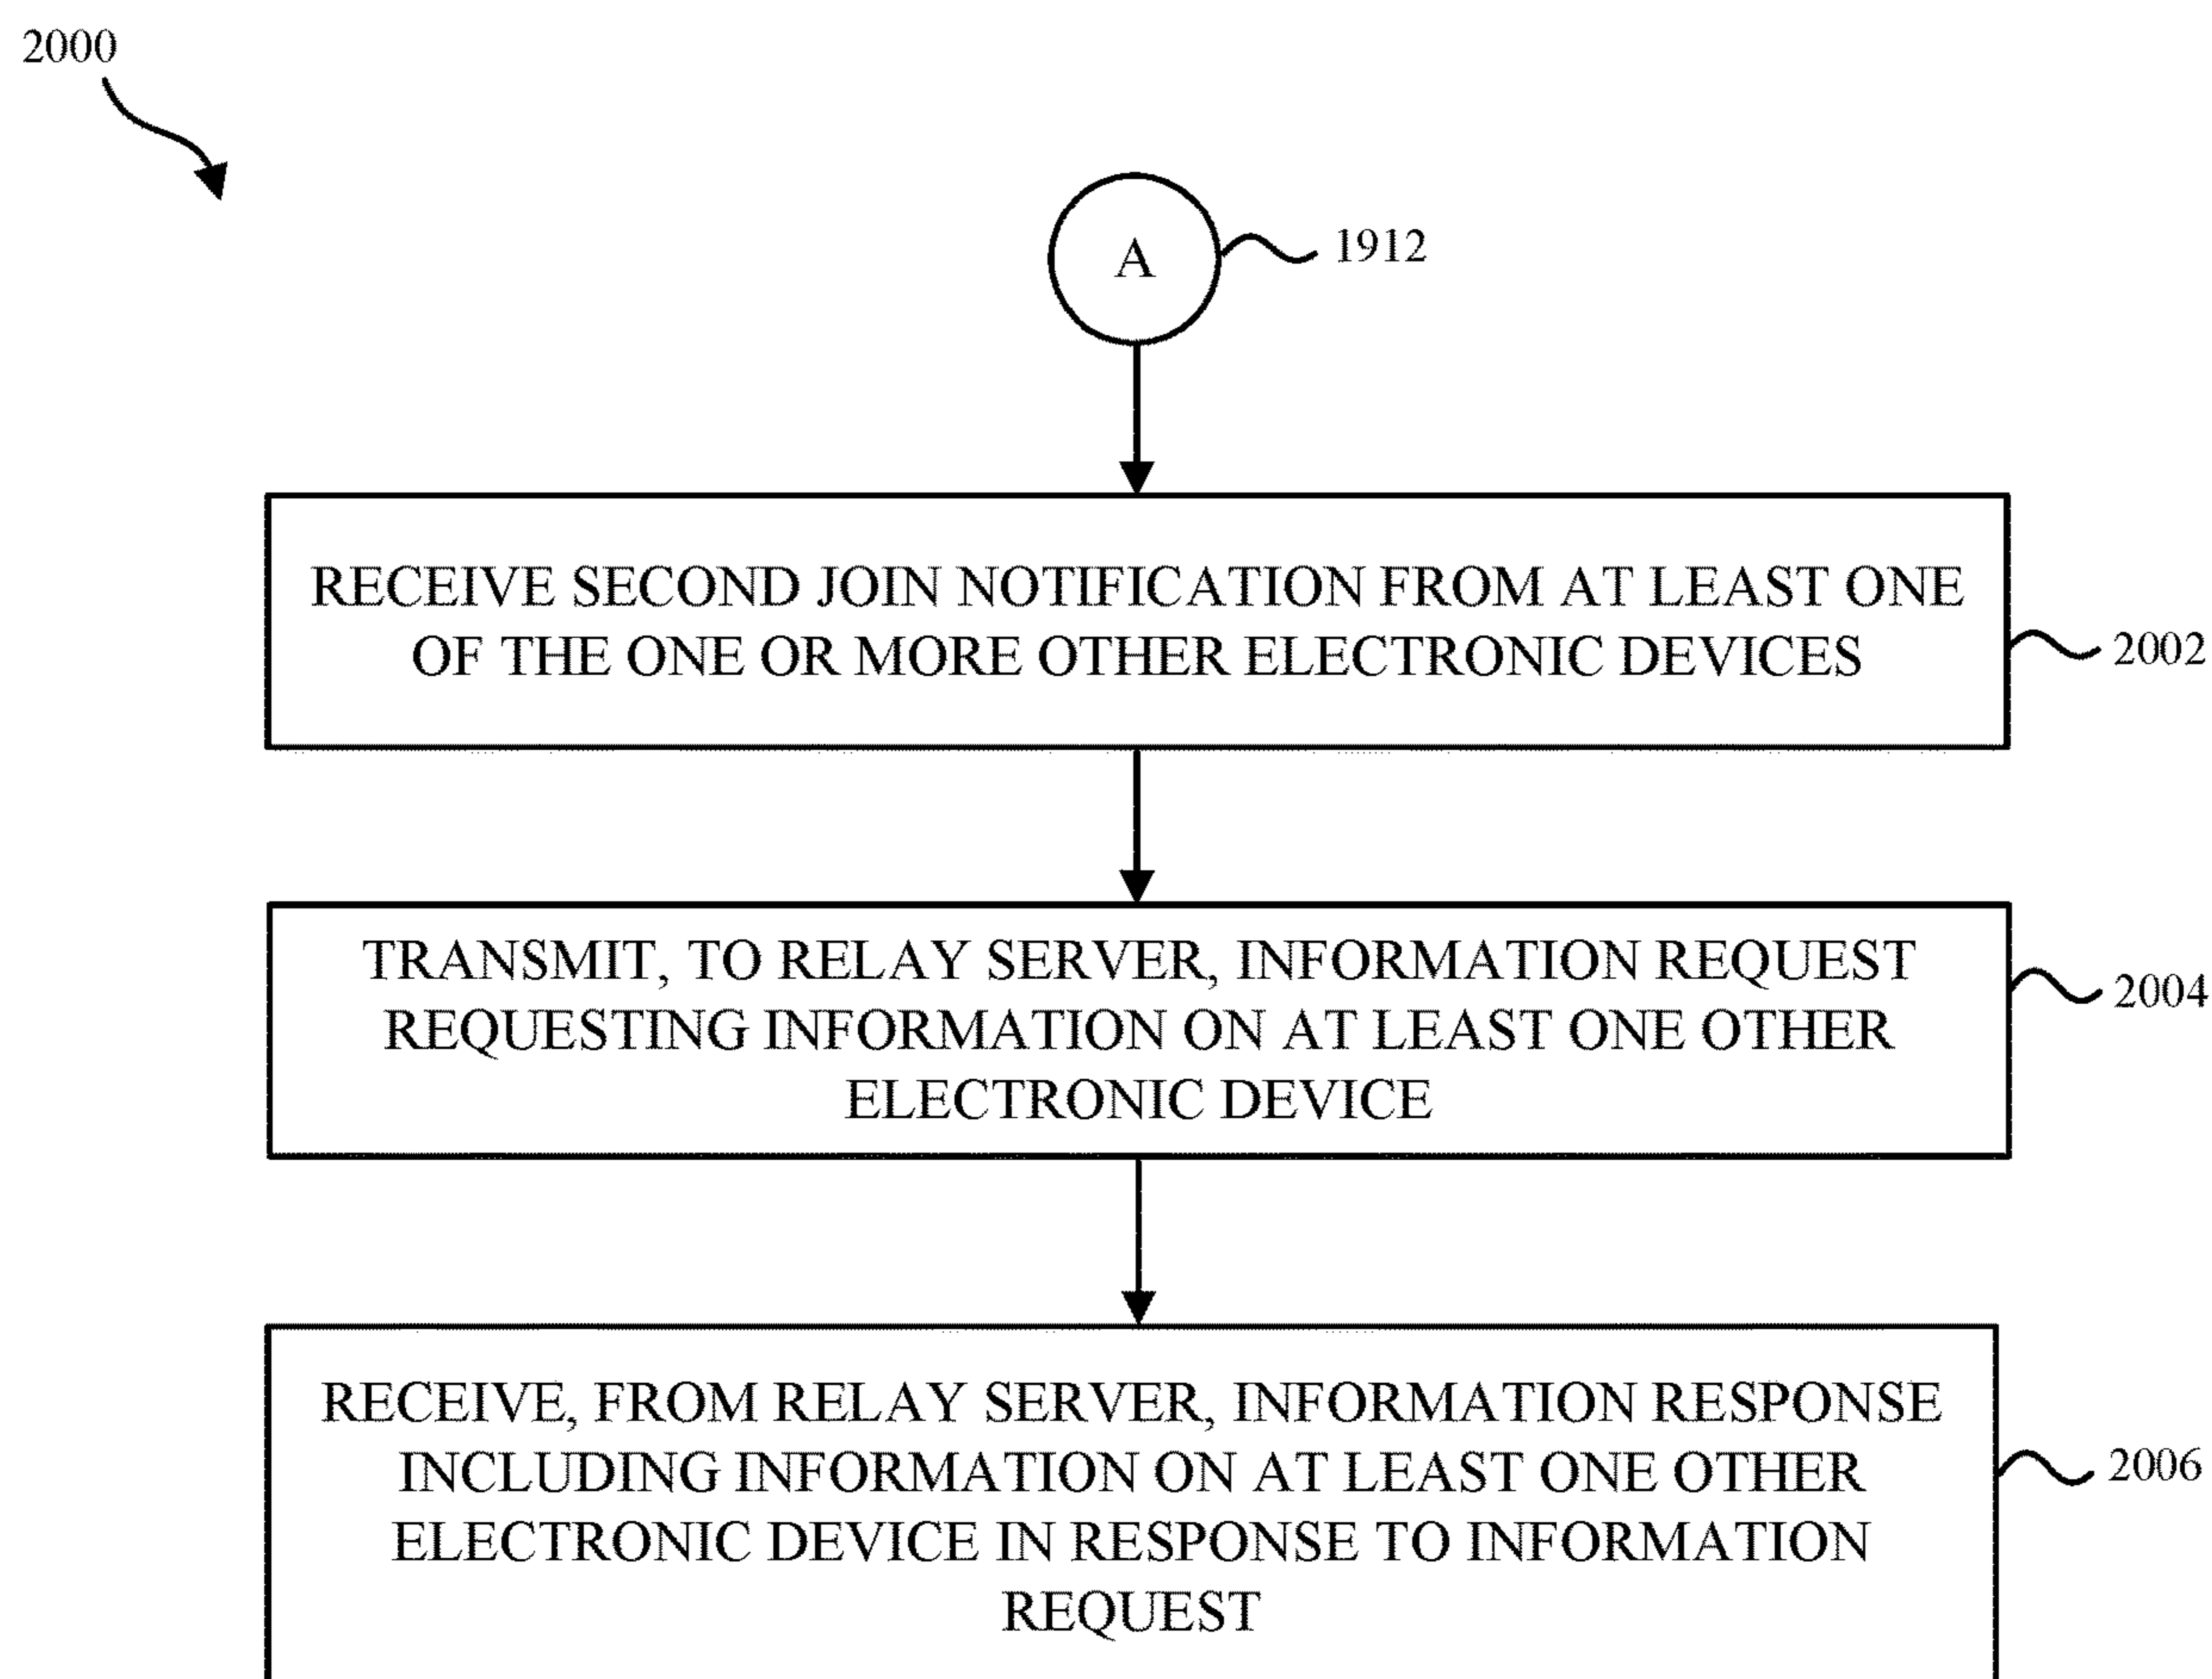 2000
A
1912
RECEIVE SECOND JOIN NOTIFICATION FROM AT LEAST ONE
OF THE ONE OR MORE OTHER ELECTRONIC DEVICES
2002
TRANSMIT, TO RELAY SERVER, INFORMATION REQUEST
REQUESTING INFORMATION ON AT LEAST ONE OTHER
ELECTRONIC DEVICE
2004
RECEIVE, FROM RELAY SERVER, INFORMATION RESPONSE
INCLUDING INFORMATION ON AT LEAST ONE OTHER
ELECTRONIC DEVICE IN RESPONSE TO INFORMATION
REQUEST
2006